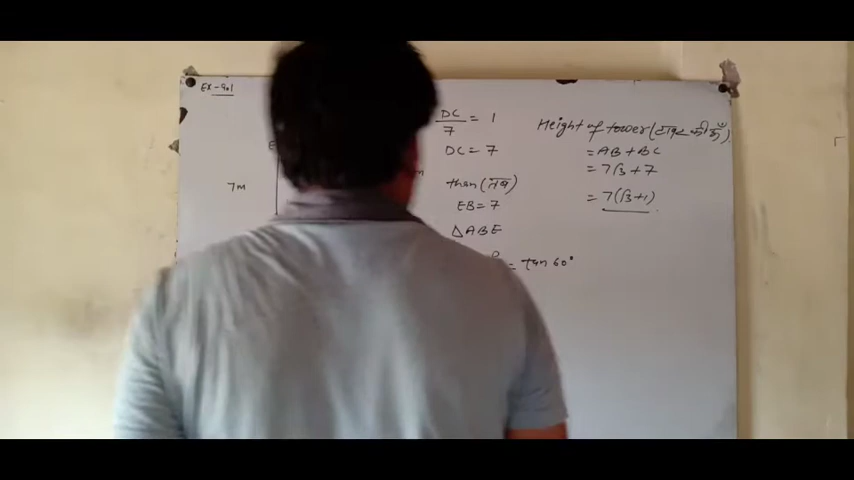 Ex-9.1
7m
DC/7 = 1
DC = 7
than (तब)
EB = 7
△ABE
= tan 60°
Height of tower (टावर की ऊँ)
= AB + BC
= 7√3 + 7
= 7(√3+1)